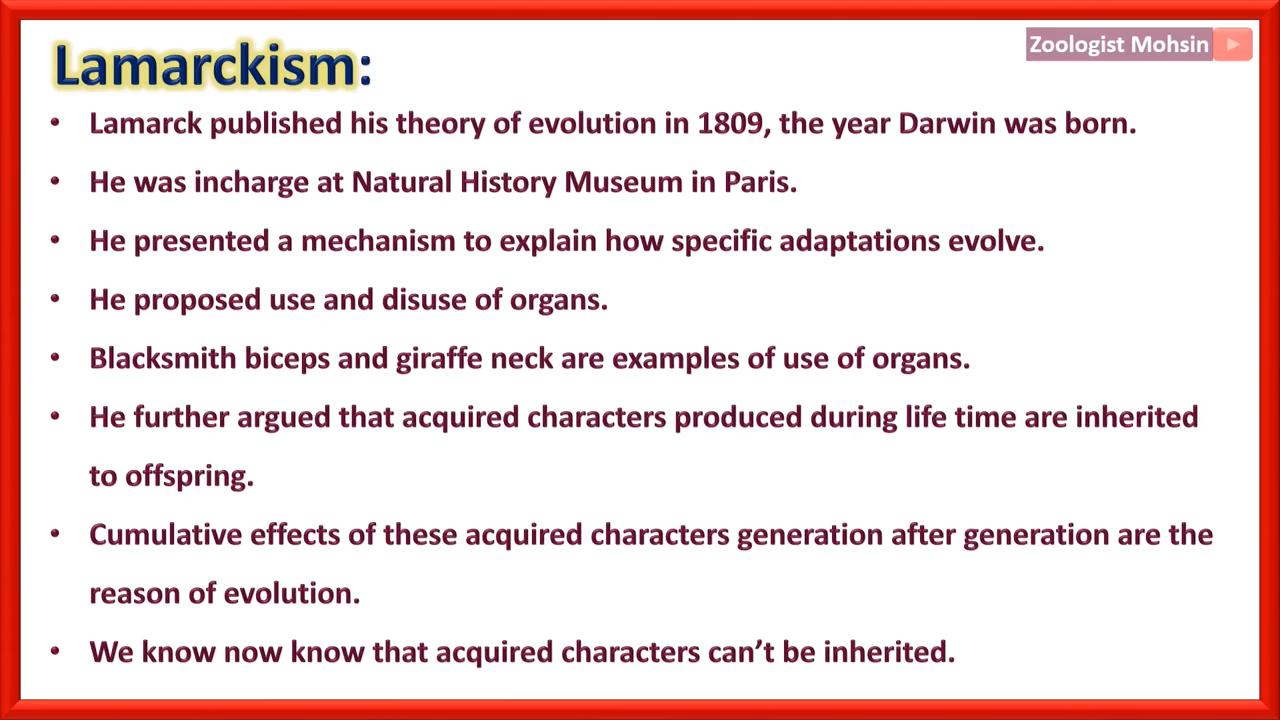 Lamarckism:
Zoologist Mohsin
• Lamarck published his theory of evolution in 1809, the year Darwin was born.
• He was incharge at Natural History Museum in Paris.
• He presented a mechanism to explain how specific adaptations evolve.
• He proposed use and disuse of organs.
• Blacksmith biceps and giraffe neck are examples of use of organs.
• He further argued that acquired characters produced during life time are inherited
to offspring.
• Cumulative effects of these acquired characters generation after generation are the
reason of evolution.
• We know now know that acquired characters can’t be inherited.